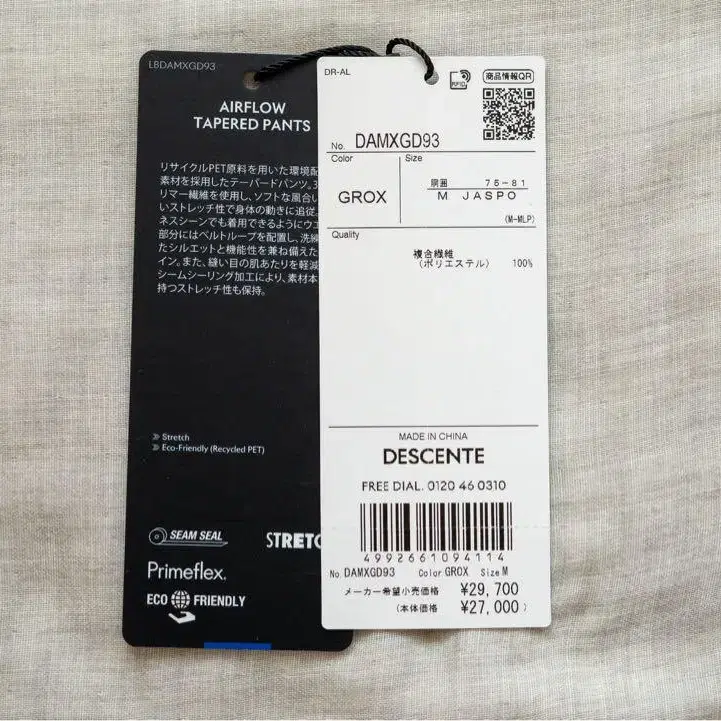 LBDAMXGD93
AIRFLOW
TAPERED PANTS
リサイクルPET原料を用いた環境配
素材を採用したテーパードパンツ。3
リマー繊維を使用し、ソフトな風合い
いストレッチ性で身体の動きに追従。
ネスシーンでも着用できるようにウエ
部分にはベルトループを配置し、洗練
たシルエットと機能性を兼ね備えた
イン。また、縫い目の肌あたりを軽減
シームシーリング加工により、素材本
持つストレッチ性も保持。
Stretch
Eco-Friendly (Recycled PET)
SEAM SEAL
STRETC
Primeflex.
ECO FRIENDLY
DR-AL
RFID
商品情報QR
No. DAMXGD93
Color
Size
GROX
胴囲 75-81
M JASPO
(M-MLP)
Quality
複合繊維
(ポリエステル) 100%
MADE IN CHINA
DESCENTE
FREE DIAL. 0120 46 0310
4992661094114
No. DAMXGD93 Color GROX Size M
メーカー希望小売価格 ¥29,700
(本体価格 ¥27,000)